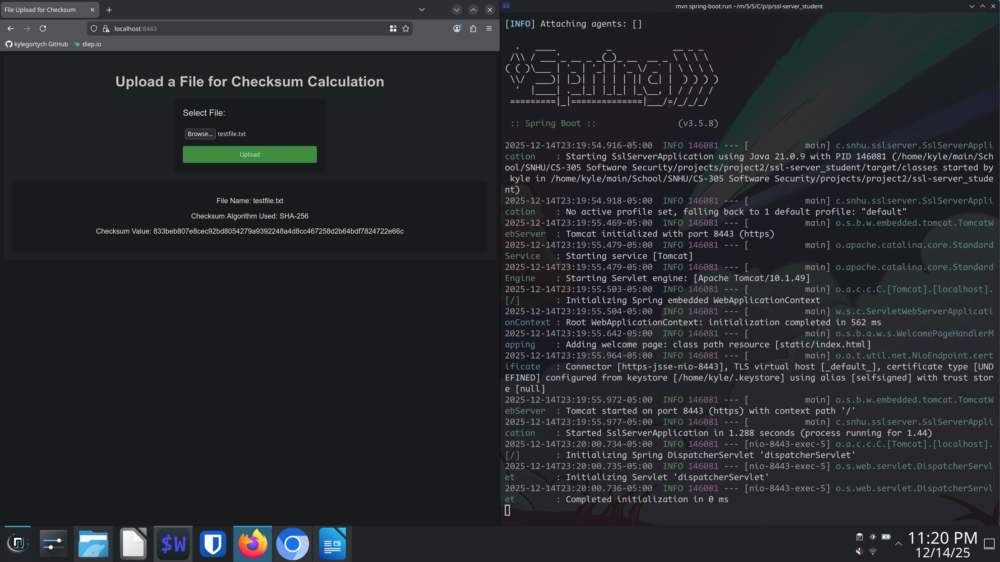 File Upload for Checksum
localhost:8443
kylegortych GitHub
diep.io
Upload a File for Checksum Calculation
Select File:
Browse... testfile.txt
Upload
File Name: testfile.txt
Checksum Algorithm Used: SHA-256
Checksum Value: 833beb807e8cec92bd8054279a9392248a4d8cc467258d2b64bdf7824722e66c
$W
mvn spring-boot:run ~/m/S/S/C/p/p/ssl-server_student
[INFO] Attaching agents: []
:: Spring Boot :: (v3.5.8)
2025-12-14T23:19:54.916-05:00 INFO 146081 --- [ main] c.snhu.sslserver.SslServerAppli
cation : Starting SslServerApplication using Java 21.0.9 with PID 146081 (/home/kyle/main/Sch
ool/SNHU/CS-305 Software Security/projects/project2/ssl-server_student/target/classes started by
kyle in /home/kyle/main/School/SNHU/CS-305 Software Security/projects/project2/ssl-server_stude
nt)
2025-12-14T23:19:54.918-05:00 INFO 146081 --- [ main] c.snhu.sslserver.SslServerAppli
cation : No active profile set, falling back to 1 default profile: "default"
2025-12-14T23:19:55.469-05:00 INFO 146081 --- [ main] o.s.b.w.embedded.tomcat.TomcatW
ebServer : Tomcat initialized with port 8443 (https)
2025-12-14T23:19:55.479-05:00 INFO 146081 --- [ main] o.apache.catalina.core.Standard
Service : Starting service [Tomcat]
2025-12-14T23:19:55.479-05:00 INFO 146081 --- [ main] o.apache.catalina.core.Standard
Engine : Starting Servlet engine: [Apache Tomcat/10.1.49]
2025-12-14T23:19:55.503-05:00 INFO 146081 --- [ main] o.a.c.c.C.[Tomcat].[localhost].
[/] : Initializing Spring embedded WebApplicationContext
2025-12-14T23:19:55.504-05:00 INFO 146081 --- [ main] w.s.c.ServletWebServerApplicati
onContext : Root WebApplicationContext: initialization completed in 562 ms
2025-12-14T23:19:55.642-05:00 INFO 146081 --- [ main] o.s.b.a.w.s.WelcomePageHandlerM
apping : Adding welcome page: class path resource [static/index.html]
2025-12-14T23:19:55.964-05:00 INFO 146081 --- [ main] o.a.t.util.net.NioEndpoint.cert
ificate : Connector [https-jsse-nio-8443], TLS virtual host [_default_], certificate type [UND
EFINED] configured from keystore [/home/kyle/.keystore] using alias [selfsigned] with trust stor
e [null]
2025-12-14T23:19:55.972-05:00 INFO 146081 --- [ main] o.s.b.w.embedded.tomcat.TomcatW
ebServer : Tomcat started on port 8443 (https) with context path '/'
2025-12-14T23:19:55.977-05:00 INFO 146081 --- [ main] c.snhu.sslserver.SslServerAppli
cation : Started SslServerApplication in 1.288 seconds (process running for 1.44)
2025-12-14T23:20:00.734-05:00 INFO 146081 --- [nio-8443-exec-5] o.a.c.c.C.[Tomcat].[localhost].
[/] : Initializing Spring DispatcherServlet 'dispatcherServlet'
2025-12-14T23:20:00.735-05:00 INFO 146081 --- [nio-8443-exec-5] o.s.web.servlet.DispatcherServl
et : Initializing Servlet 'dispatcherServlet'
2025-12-14T23:20:00.736-05:00 INFO 146081 --- [nio-8443-exec-5] o.s.web.servlet.DispatcherServl
et : Completed initialization in 0 ms
$W
11:20 PM
12/14/25